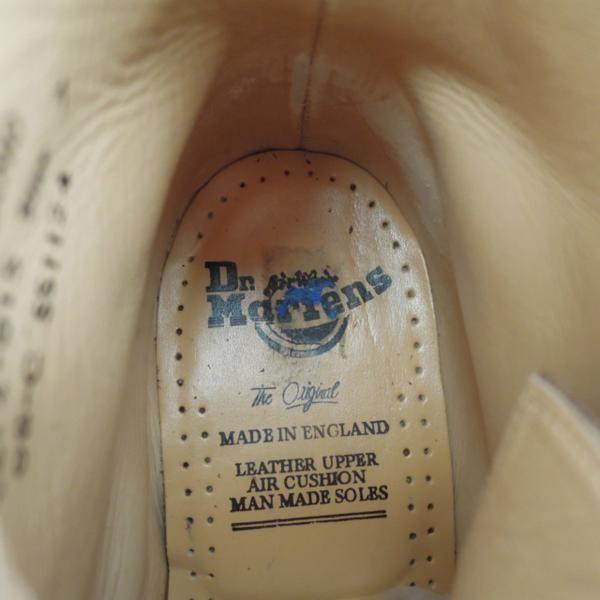 Dr.
Martens
The Original
MADE IN ENGLAND
LEATHER UPPER
AIR CUSHION
MAN MADE SOLES